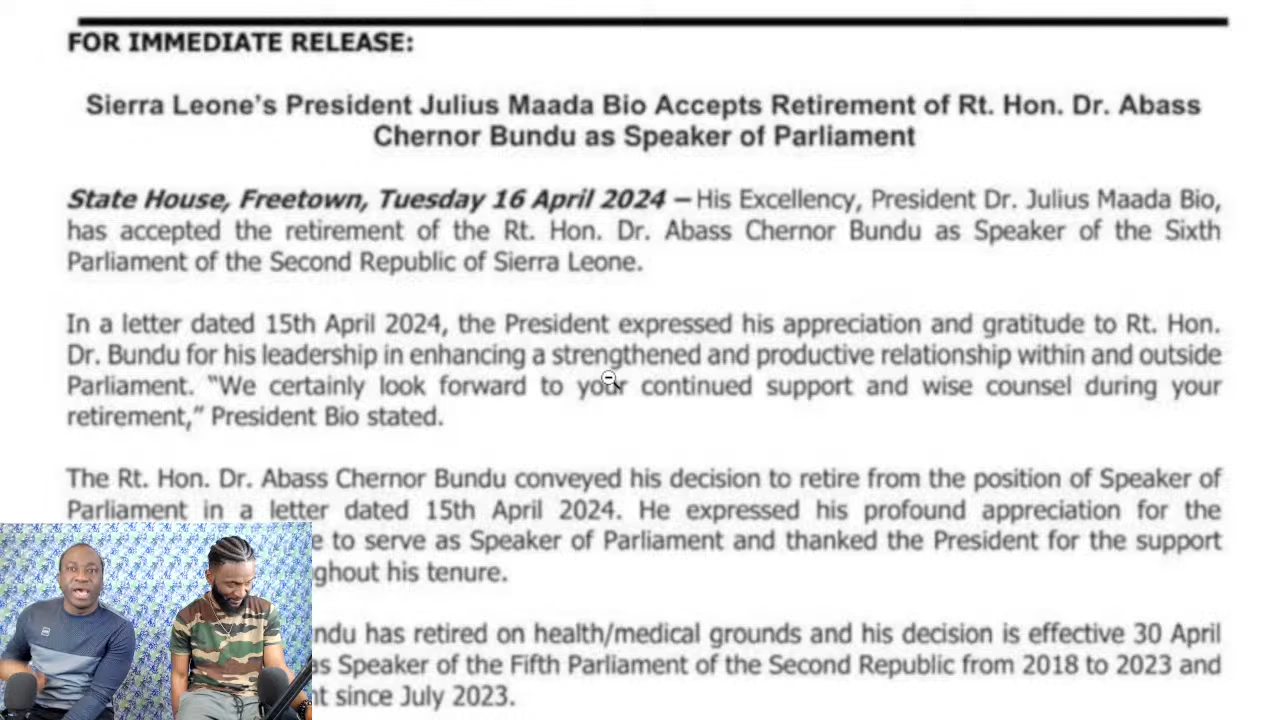 FOR IMMEDIATE RELEASE:
Sierra Leone's President Julius Maada Bio Accepts Retirement of Rt. Hon. Dr. Abass
Chernor Bundu as Speaker of Parliament
State House, Freetown, Tuesday 16 April 2024 – His Excellency, President Dr. Julius Maada Bio,
has accepted the retirement of the Rt. Hon. Dr. Abass Chernor Bundu as Speaker of the Sixth
Parliament of the Second Republic of Sierra Leone.
In a letter dated 15th April 2024, the President expressed his appreciation and gratitude to Rt. Hon.
Dr. Bundu for his leadership in enhancing a strengthened and productive relationship within and outside
Parliament. "We certainly look forward to your continued support and wise counsel during your
retirement," President Bio stated.
The Rt. Hon. Dr. Abass Chernor Bundu conveyed his decision to retire from the position of Speaker of
Parliament in a letter dated 15th April 2024. He expressed his profound appreciation for the
e to serve as Speaker of Parliament and thanked the President for the support
ghout his tenure.
ndu has retired on health/medical grounds and his decision is effective 30 April
as Speaker of the Fifth Parliament of the Second Republic from 2018 to 2023 and
nt since July 2023.